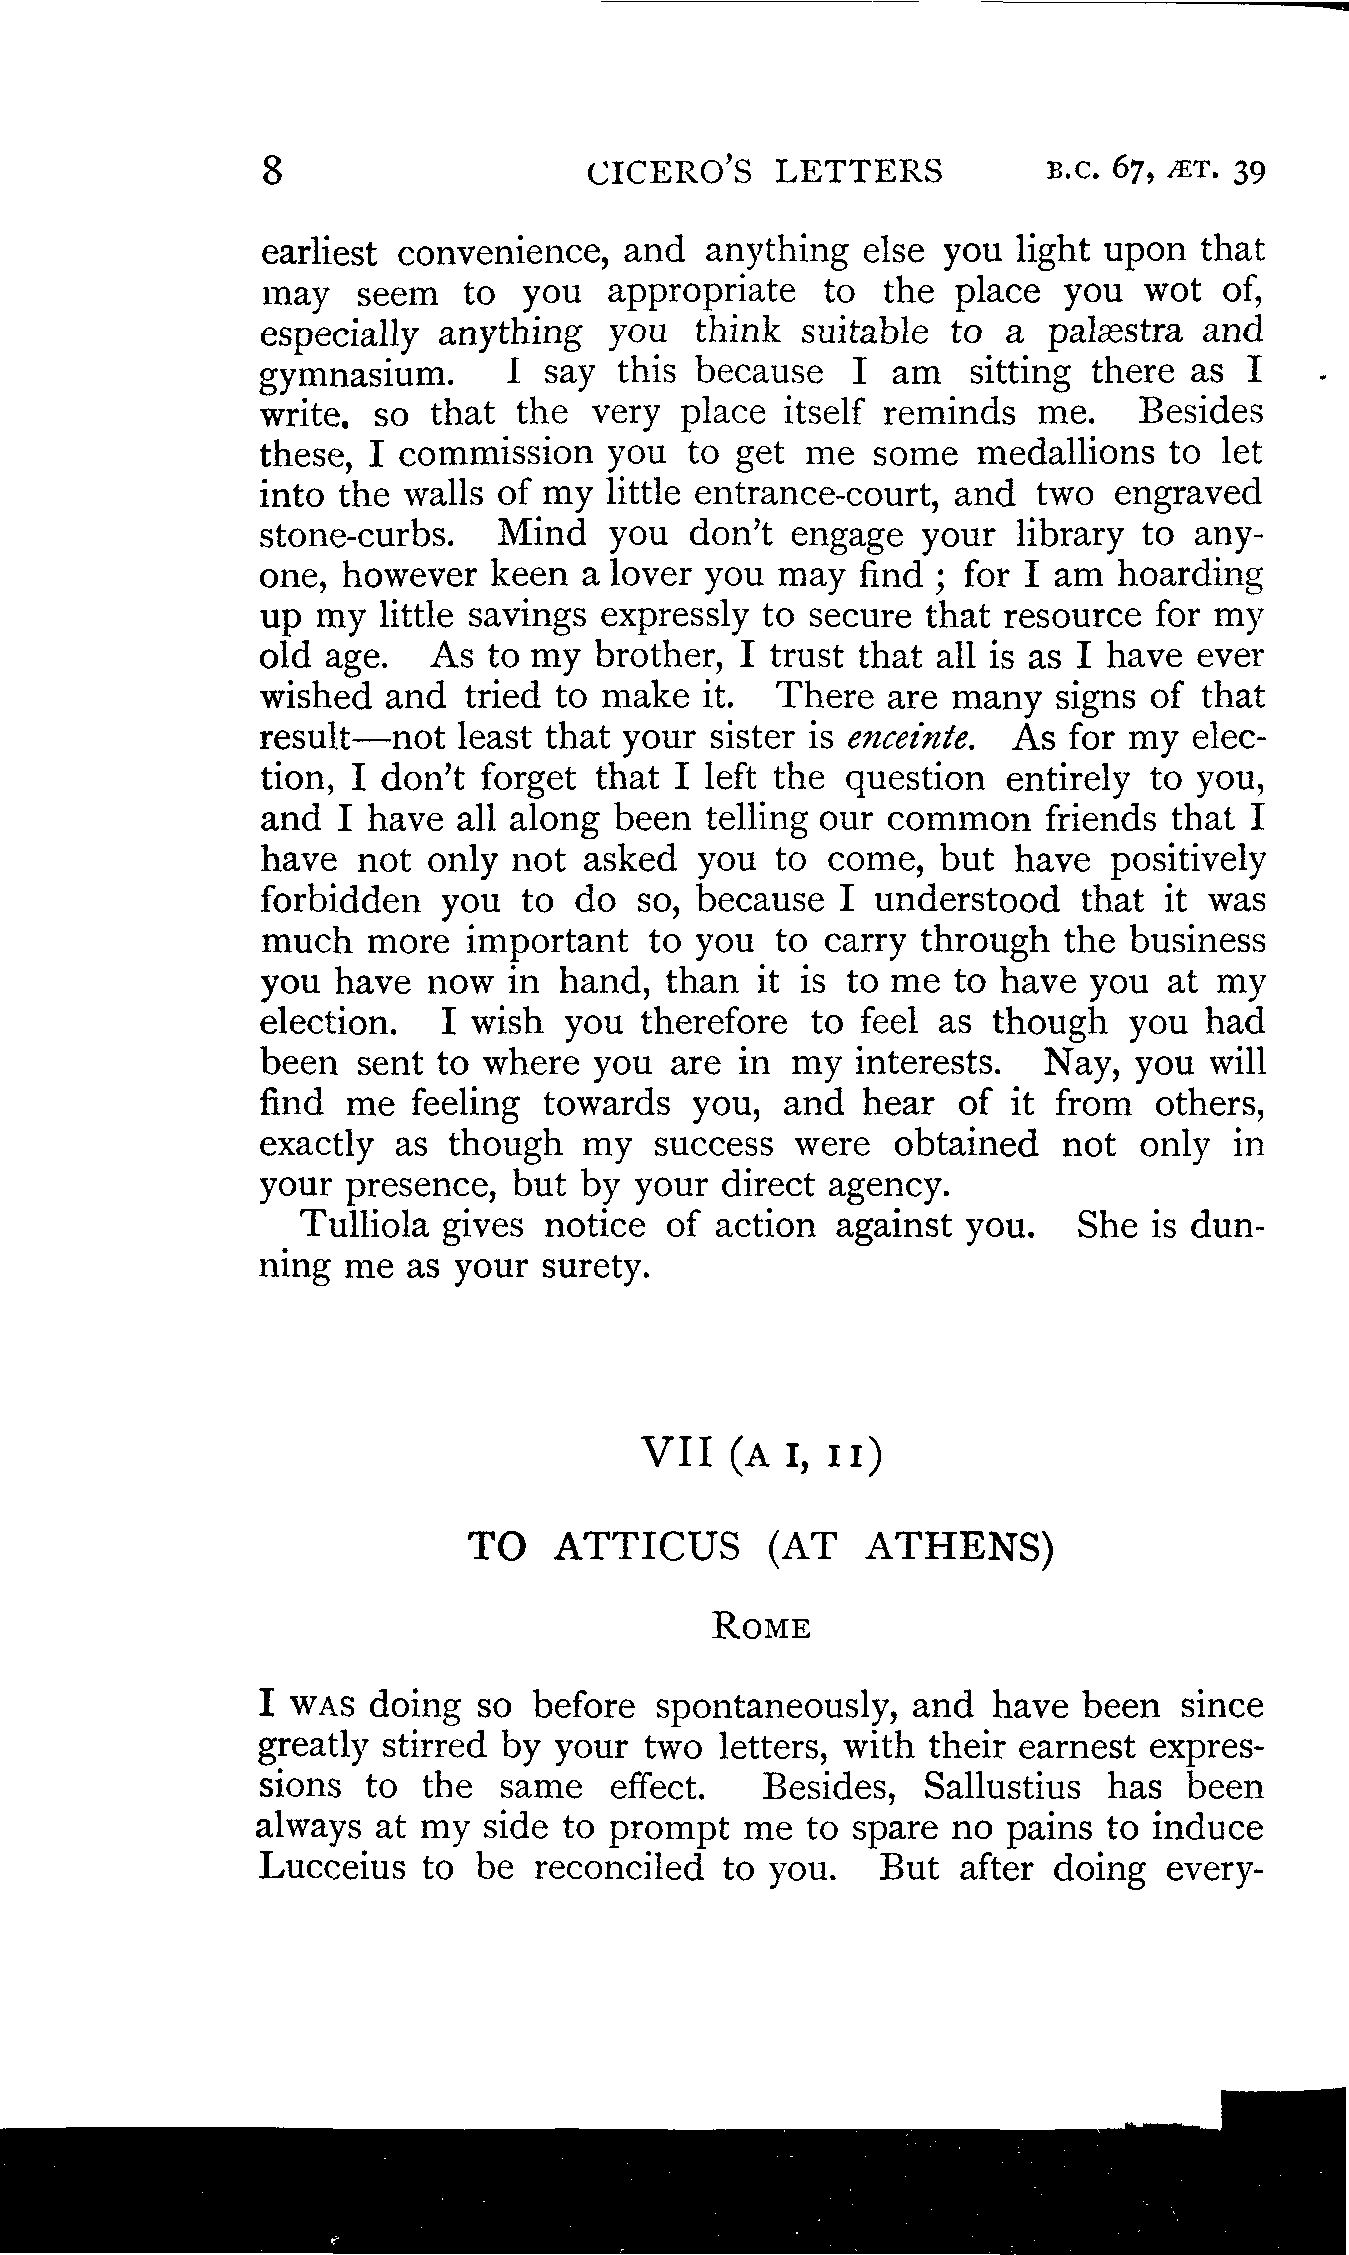 8 CICERO'S LETTERS B.C. 67, ÆT. 39
earliest convenience, and anything else you light upon that
may seem to you appropriate to the place you wot of,
especially anything you think suitable to a palæstra and
gymnasium. I say this because I am sitting there as I
write. so that the very place itself reminds me. Besides
these, I commission you to get me some medallions to let
into the walls of my little entrance-court, and two engraved
stone-curbs. Mind you don't engage your library to any-
one, however keen a lover you may find ; for I am hoarding
up my little savings expressly to secure that resource for my
old age. As to my brother, I trust that all is as I have ever
wished and tried to make it. There are many signs of that
result—not least that your sister is enceinte. As for my elec-
tion, I don't forget that I left the question entirely to you,
and I have all along been telling our common friends that I
have not only not asked you to come, but have positively
forbidden you to do so, because I understood that it was
much more important to you to carry through the business
you have now in hand, than it is to me to have you at my
election. I wish you therefore to feel as though you had
been sent to where you are in my interests. Nay, you will
find me feeling towards you, and hear of it from others,
exactly as though my success were obtained not only in
your presence, but by your direct agency.
Tulliola gives notice of action against you. She is dun-
ning me as your surety.
VII (A I, 11)
TO ATTICUS (AT ATHENS)
ROME
I WAS doing so before spontaneously, and have been since
greatly stirred by your two letters, with their earnest expres-
sions to the same effect. Besides, Sallustius has been
always at my side to prompt me to spare no pains to induce
Lucceius to be reconciled to you. But after doing every-